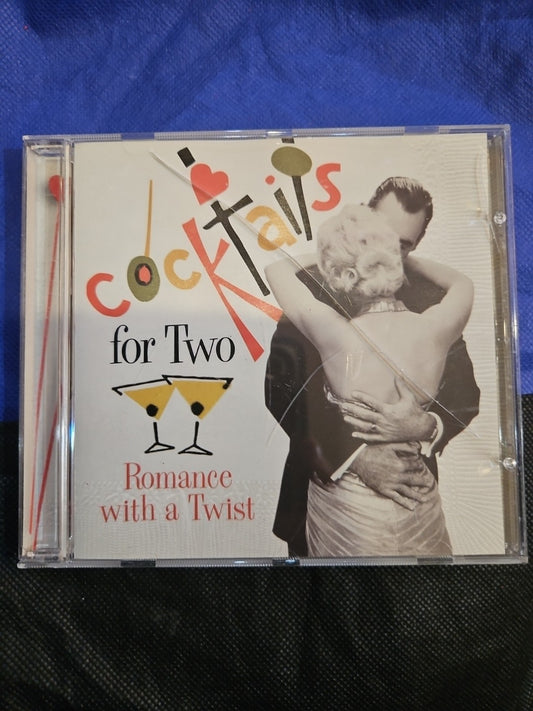 cocktails
for Two
Romance
with a Twist